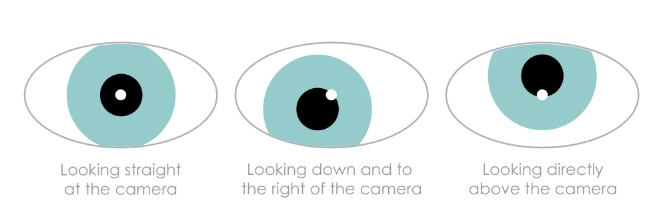 Looking straight
at the camera
Looking down and to
the right of the camera
Looking directly
above the camera